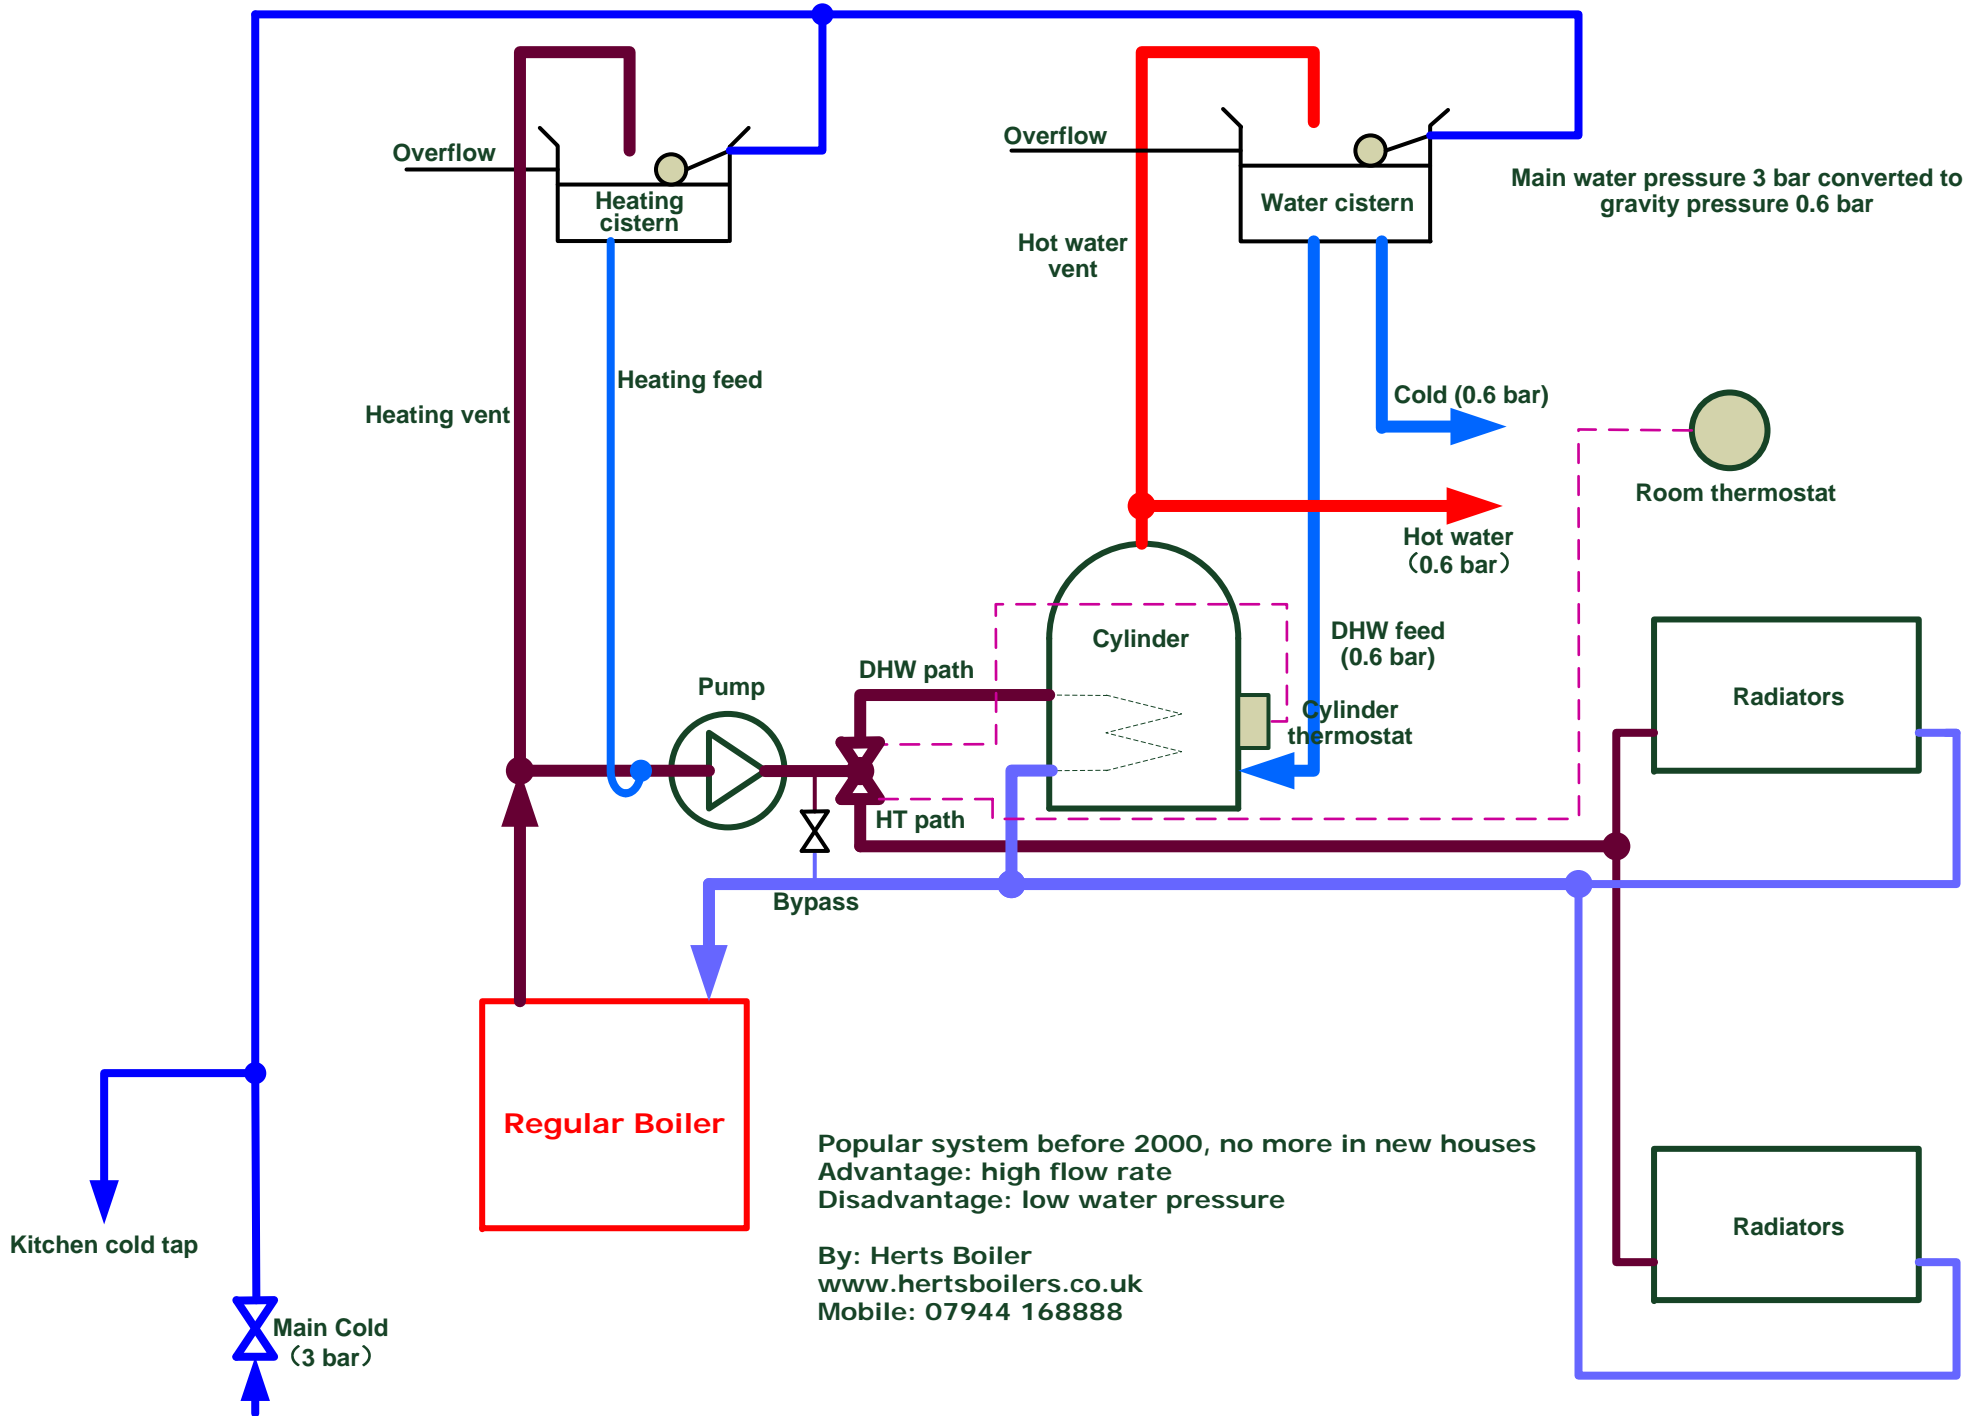 Overflow
Heating
cistern
Overflow
Water cistern
Main water pressure 3 bar converted to
gravity pressure 0.6 bar
Hot water
vent
Heating feed
Heating vent
Cold (0.6 bar)
Room thermostat
Hot water
（0.6 bar）
Cylinder
DHW feed
(0.6 bar)
DHW path
Pump
Cylinder
thermostat
Radiators
HT path
Bypass
Regular Boiler
Popular system before 2000, no more in new houses
Advantage: high flow rate
Disadvantage: low water pressure
By: Herts Boiler
www.hertsboilers.co.uk
Mobile: 07944 168888
Radiators
Kitchen cold tap
Main Cold
（3 bar）